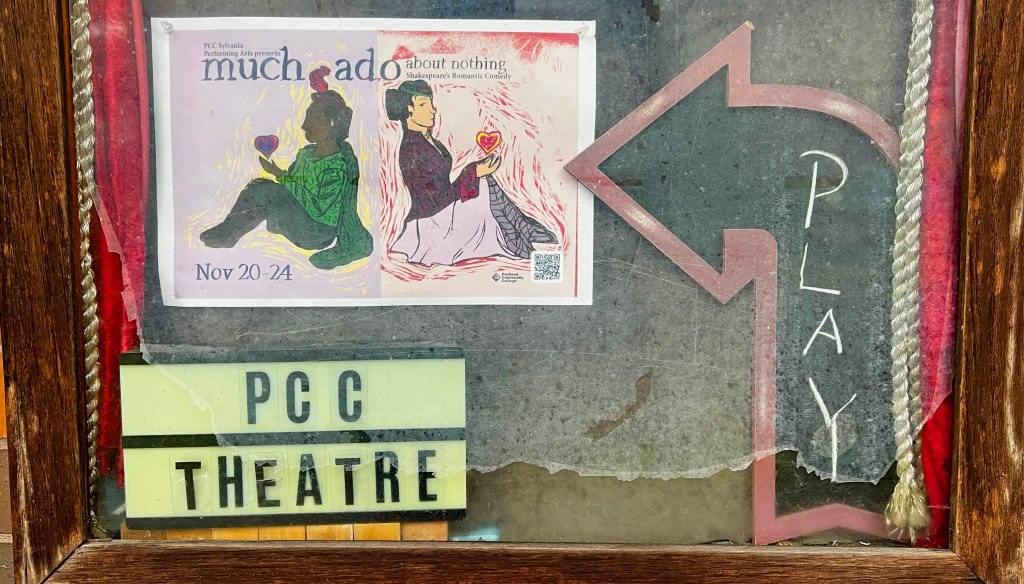 PCC Sylvania
Performing Arts presents
much ado about nothing
Shakespeare's Romantic Comedy
Nov 20-24
Portland
Community
College
PLAY
PCC
THEATRE